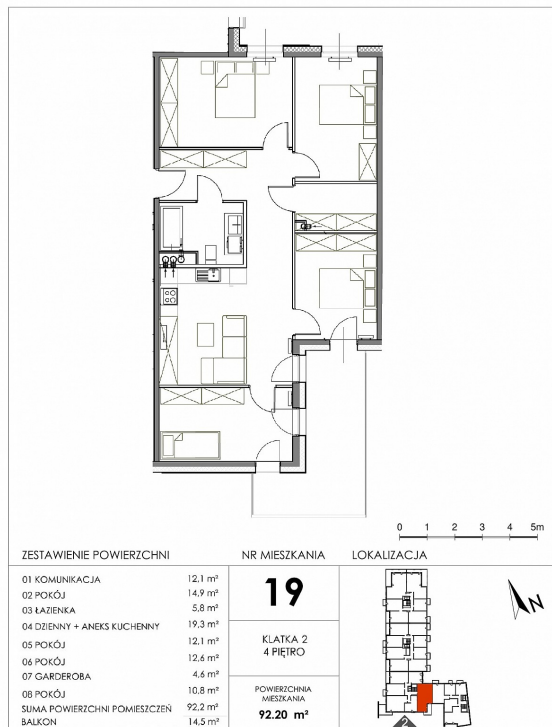 0 1 2 3 4 5m
ZESTAWIENIE POWIERZCHNI
NR MIESZKANIA
LOKALIZACJA
01 KOMUNIKACJA 12,1 m²
02 POKÓJ 14,9 m²
03 ŁAZIENKA 5,8 m²
04 DZIENNY + ANEKS KUCHENNY 19,3 m²
05 POKÓJ 12,1 m²
06 POKÓJ 12,6 m²
07 GARDEROBA 4,6 m²
08 POKÓJ 10,8 m²
SUMA POWIERZCHNI POMIESZCZEŃ 92,2 m²
BALKON 14,5 m²
19
KLATKA 2
4 PIĘTRO
POWIERZCHNIA
MIESZKANIA
92.20 m²
N
2